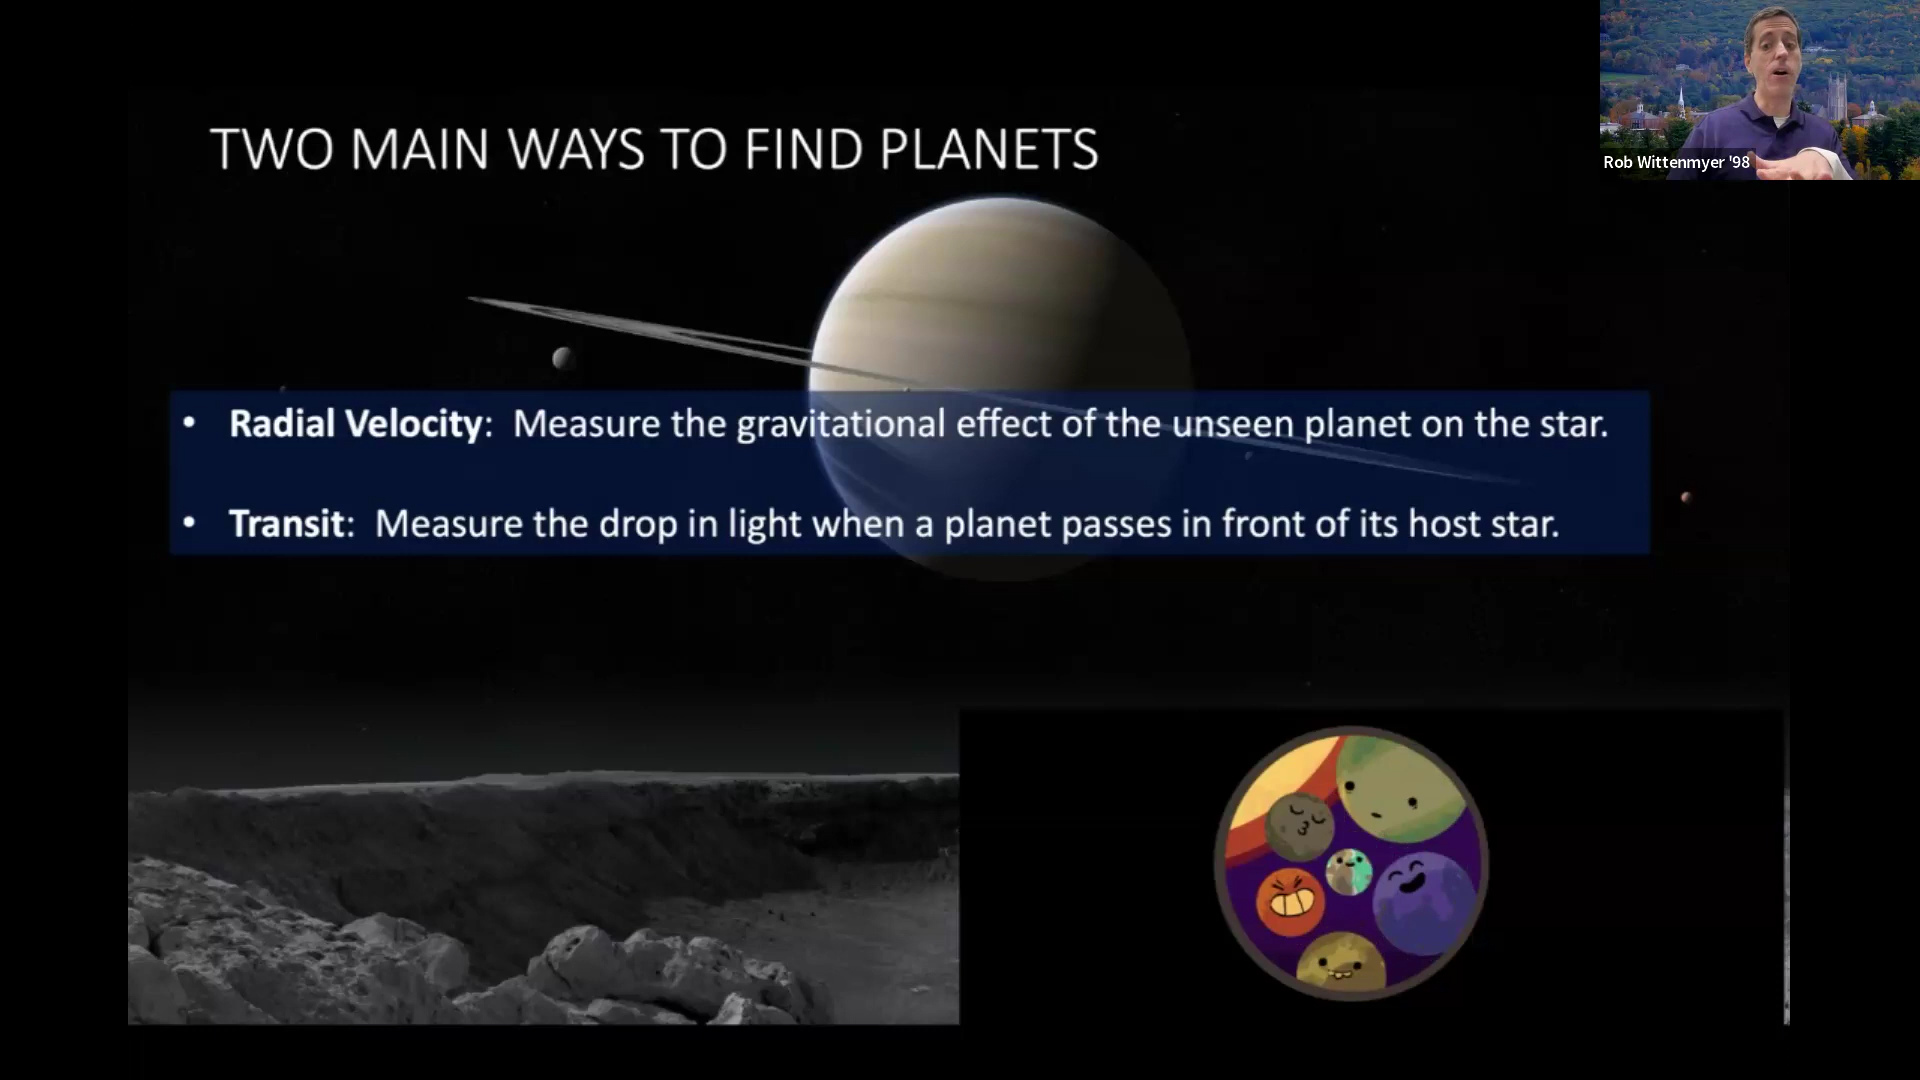 TWO MAIN WAYS TO FIND PLANETS
Rob Wittenmyer '98
• Radial Velocity: Measure the gravitational effect of the unseen planet on the star.
• Transit: Measure the drop in light when a planet passes in front of its host star.